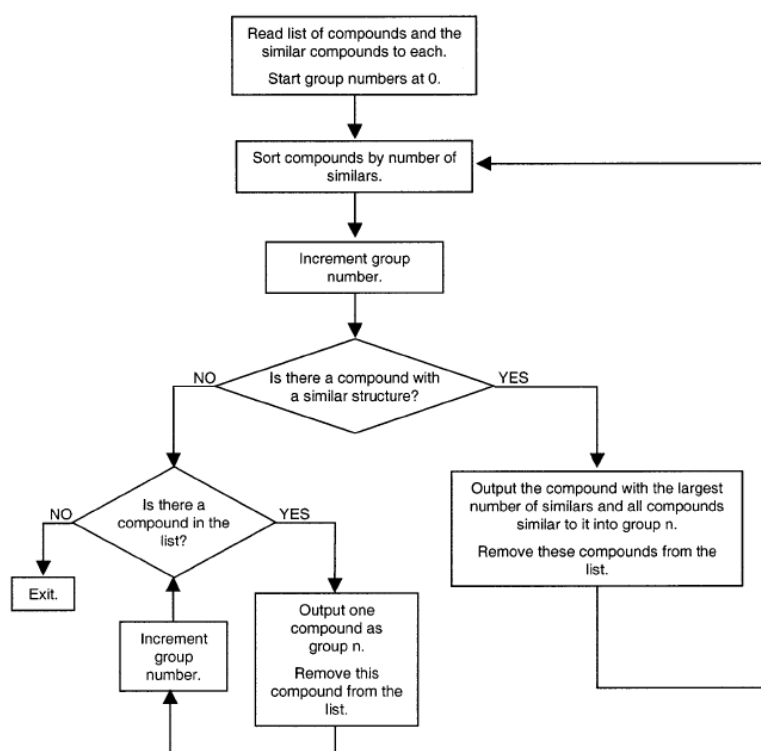 Read list of compounds and the
similar compounds to each.
Start group numbers at 0.
Sort compounds by number of
similars.
Increment group
number.
Is there a compound with
a similar structure?
NO
YES
Is there a
compound in the
list?
NO
YES
Output the compound with the largest
number of similars and all compounds
similar to it into group n.
Remove these compounds from the
list.
Exit.
Increment
group
number.
Output one
compound as
group n.
Remove this
compound from the
list.